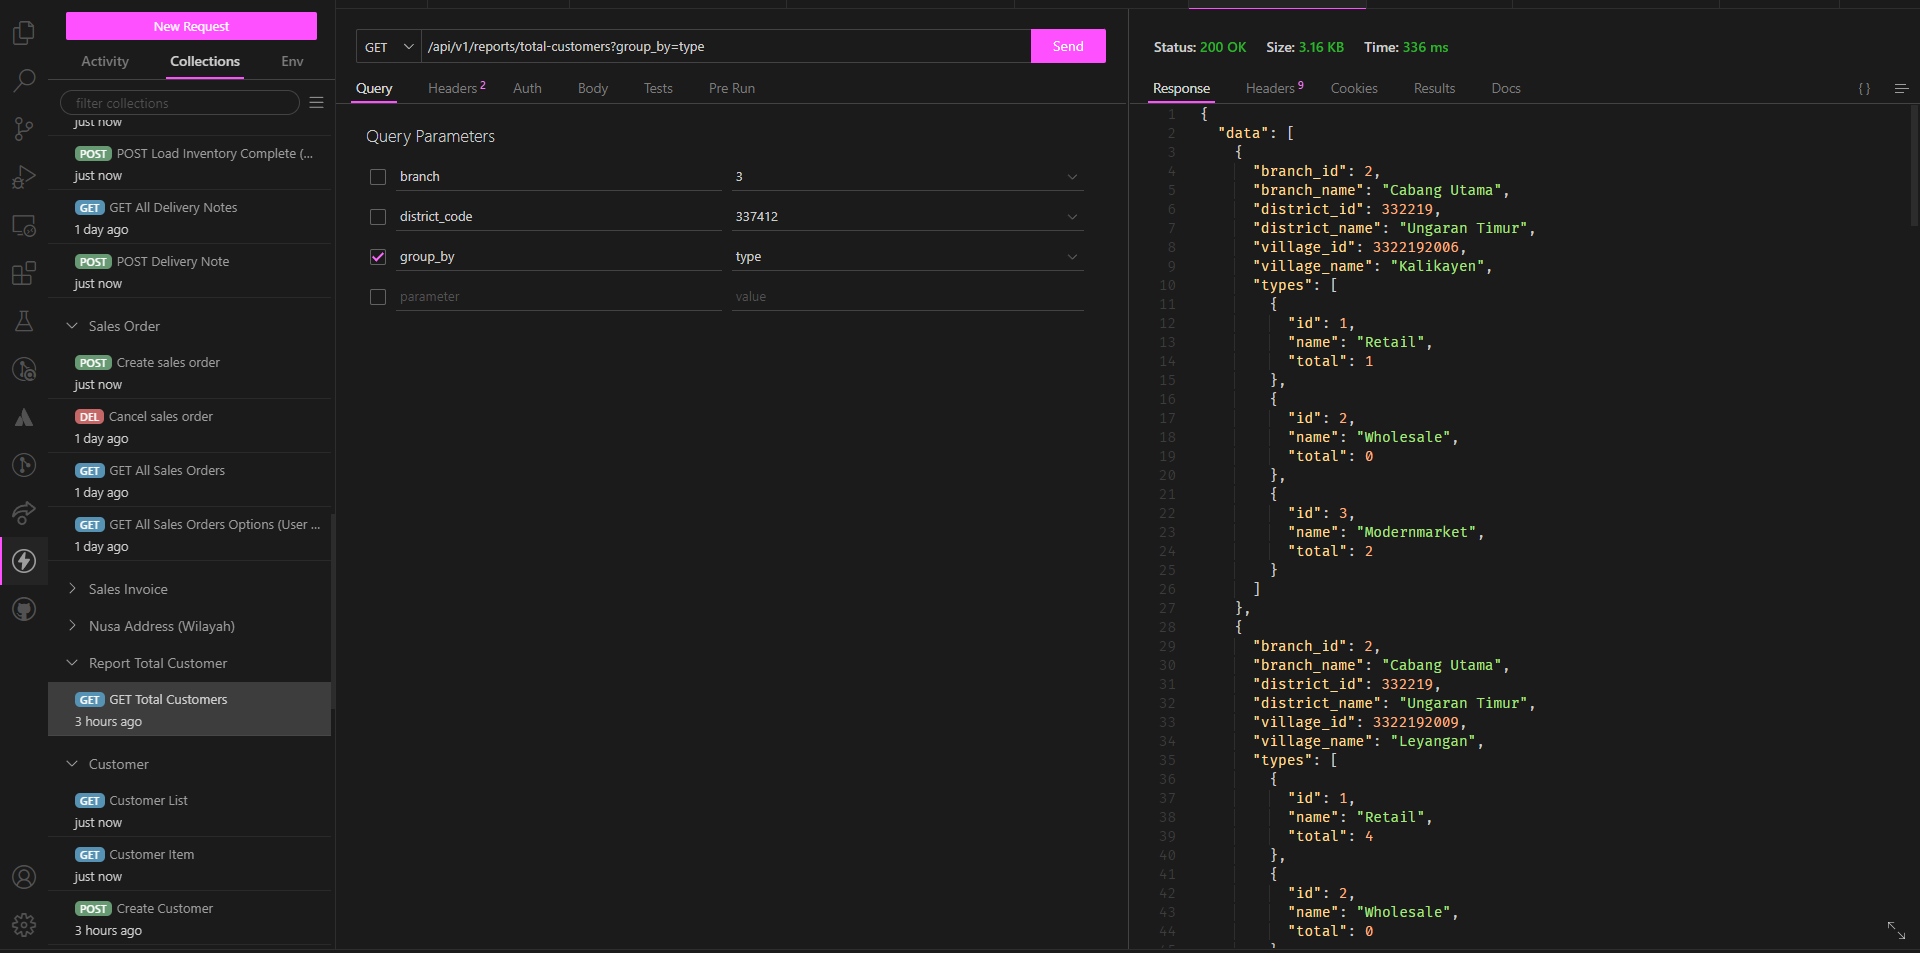 New Request
Activity
Collections
Env
filter collections
just now
POST POST Load Inventory Complete (...
just now
GET GET All Delivery Notes
1 day ago
POST POST Delivery Note
just now
Sales Order
POST Create sales order
just now
DEL Cancel sales order
1 day ago
GET GET All Sales Orders
1 day ago
GET GET All Sales Orders Options (User ...
1 day ago
Sales Invoice
Nusa Address (Wilayah)
Report Total Customer
GET GET Total Customers
3 hours ago
Customer
GET Customer List
just now
GET Customer Item
just now
POST Create Customer
3 hours ago
GET
/api/v1/reports/total-customers?group_by=type
Send
Query
Headers 2
Auth
Body
Tests
Pre Run
Query Parameters
branch 3
district_code 337412
group_by type
parameter value
Status: 200 OK Size: 3.16 KB Time: 336 ms
Response
Headers 9
Cookies
Results
Docs
{ }
1 {
2 "data": [
3 {
4 "branch_id": 2,
5 "branch_name": "Cabang Utama",
6 "district_id": 332219,
7 "district_name": "Ungaran Timur",
8 "village_id": 3322192006,
9 "village_name": "Kalikayen",
10 "types": [
11 {
12 "id": 1,
13 "name": "Retail",
14 "total": 1
15 },
16 {
17 "id": 2,
18 "name": "Wholesale",
19 "total": 0
20 },
21 {
22 "id": 3,
23 "name": "Modernmarket",
24 "total": 2
25 }
26 ]
27 },
28 {
29 "branch_id": 2,
30 "branch_name": "Cabang Utama",
31 "district_id": 332219,
32 "district_name": "Ungaran Timur",
33 "village_id": 3322192009,
34 "village_name": "Leyangan",
35 "types": [
36 {
37 "id": 1,
38 "name": "Retail",
39 "total": 4
40 },
41 {
42 "id": 2,
43 "name": "Wholesale",
44 "total": 0